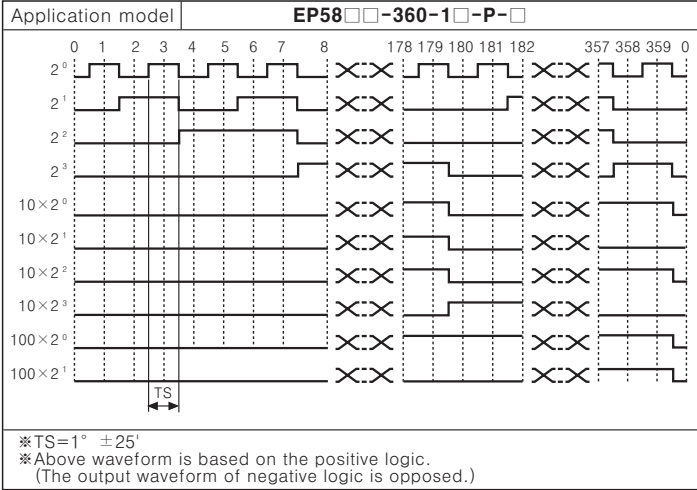 Application model EP58□□-360-1□-P-□
0 1 2 3 4 5 6 7 8 178 179 180 181 182 357 358 359 0
2⁰
2¹
2²
2³
10×2⁰
10×2¹
10×2²
10×2³
100×2⁰
100×2¹
TS
※TS=1° ±25'
※Above waveform is based on the positive logic.
(The output waveform of negative logic is opposed.)